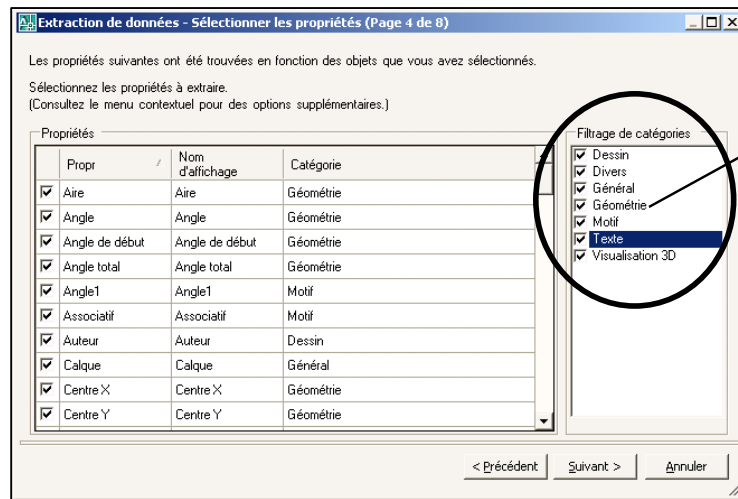 Extraction de données - Sélectionner les propriétés (Page 4 de 8)
Les propriétés suivantes ont été trouvées en fonction des objets que vous avez sélectionnés.
Sélectionnez les propriétés à extraire.
(Consultez le menu contextuel pour des options supplémentaires.)
Propriétés
Propr Nom d'affichage Catégorie
Aire Aire Géométrie
Angle Angle Géométrie
Angle de début Angle de début Géométrie
Angle total Angle total Géométrie
Angle1 Angle1 Motif
Associatif Associatif Motif
Auteur Auteur Dessin
Calque Calque Général
Centre X Centre X Géométrie
Centre Y Centre Y Géométrie
Filtrage de catégories
Dessin
Divers
Général
Géométrie
Motif
Texte
Visualisation 3D
< Précédent Suivant > Annuler